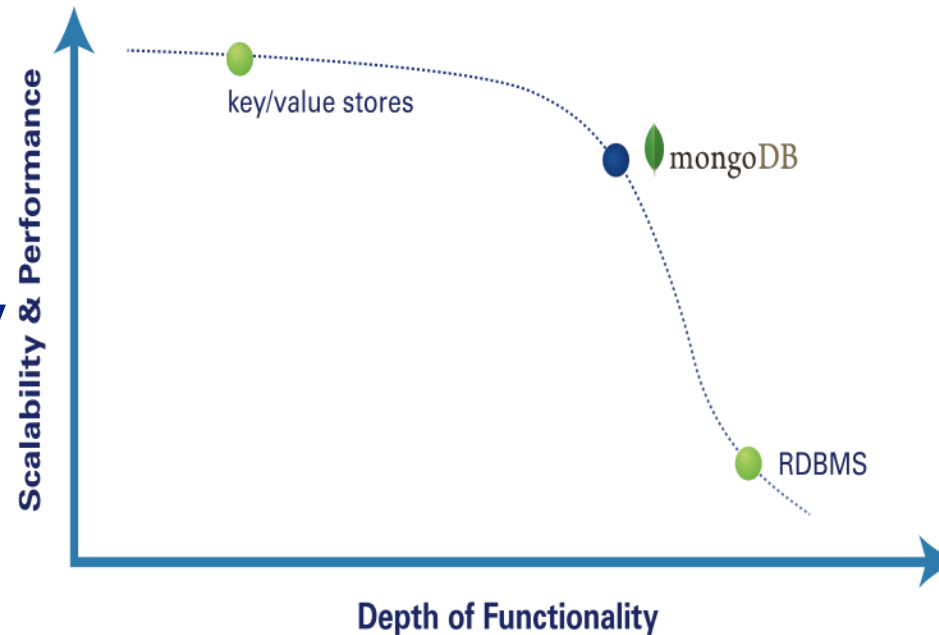 Scalability & Performance
key/value stores
mongoDB
y
RDBMS
Depth of Functionality